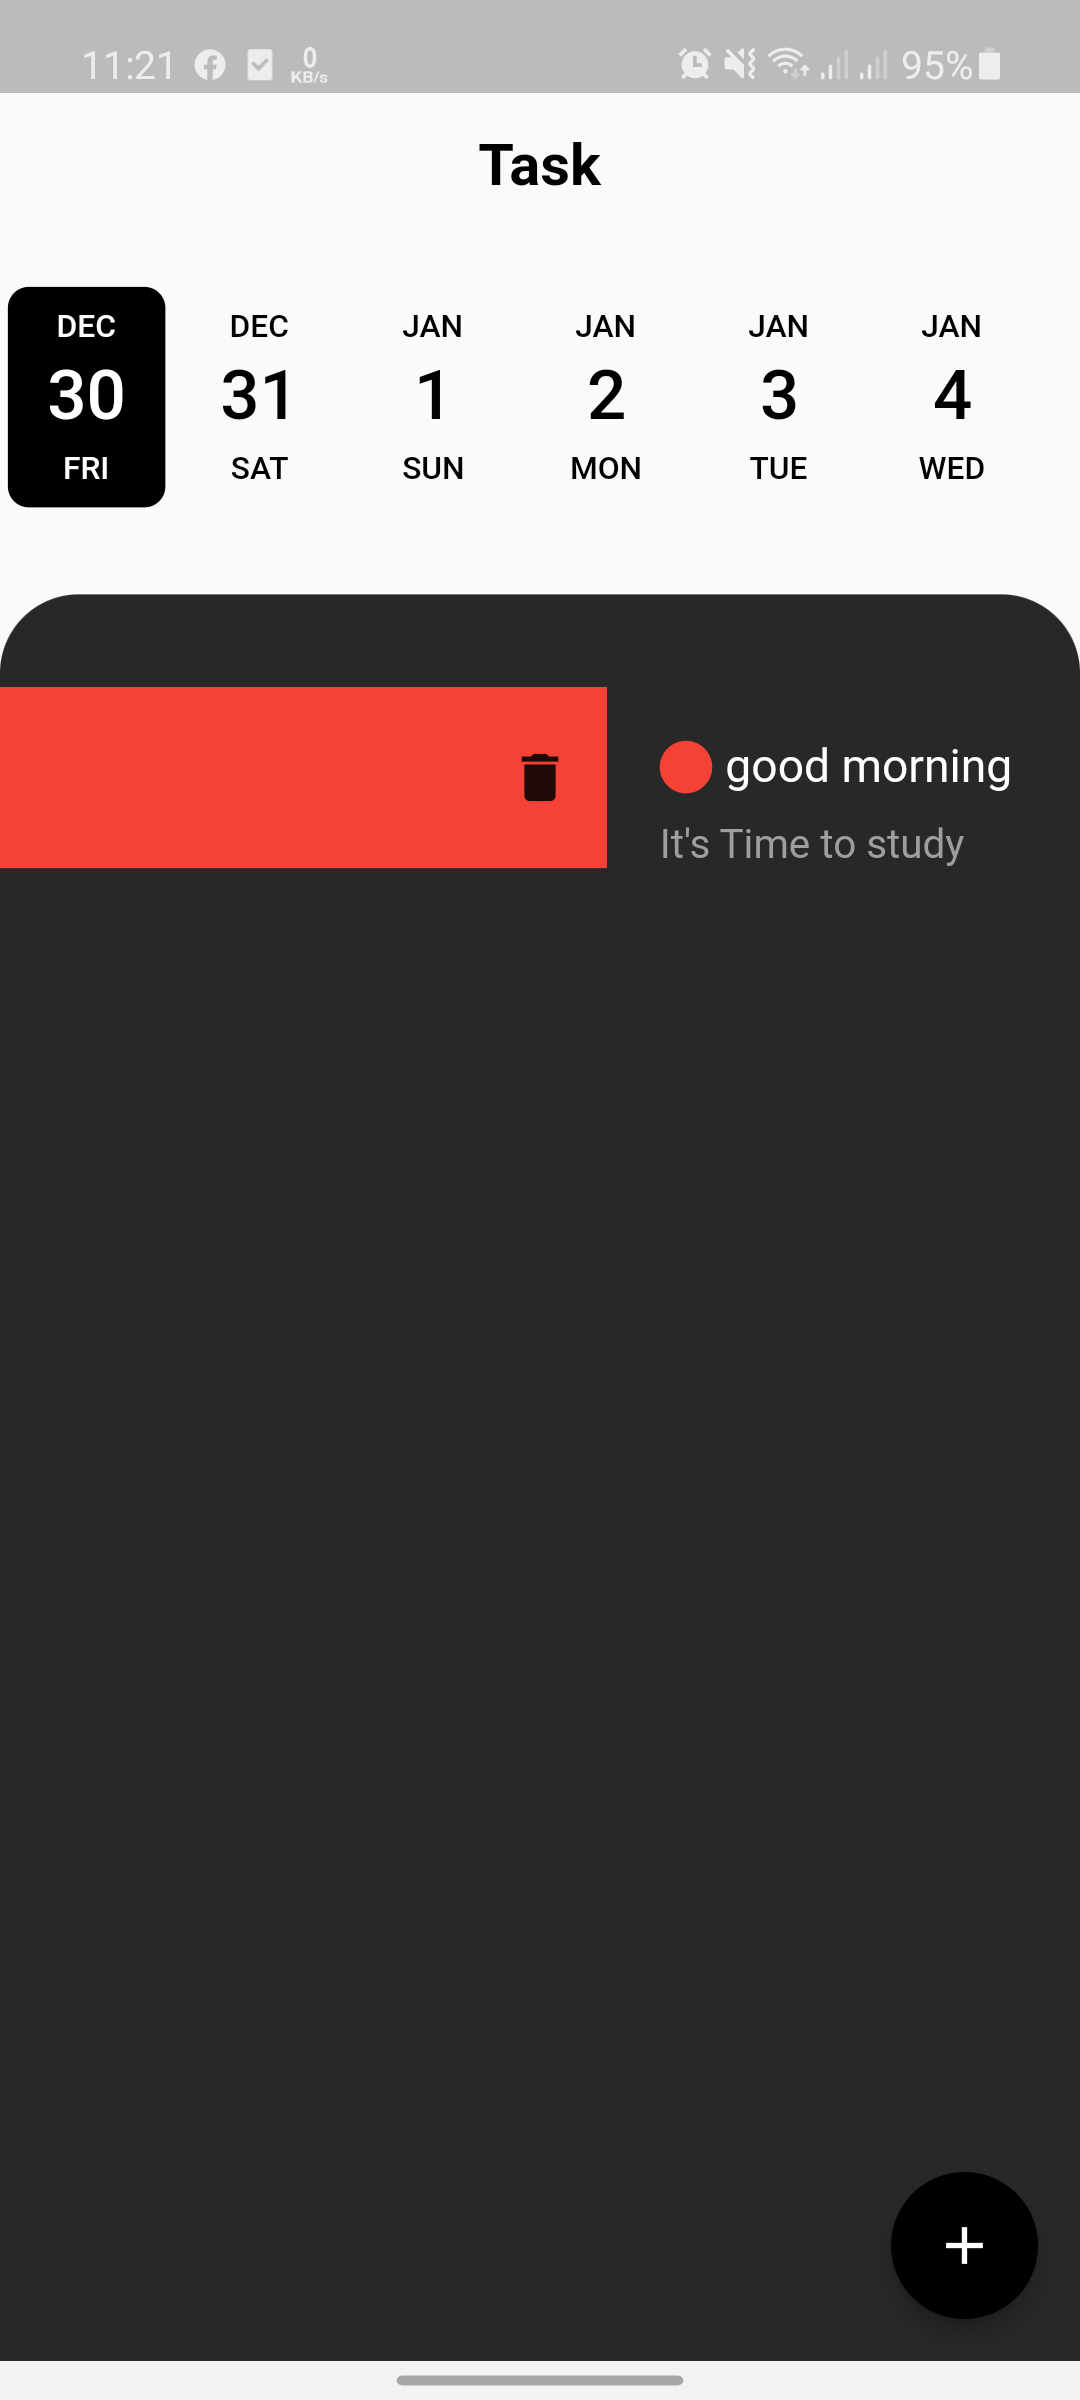 11:21 0 KB/s 95%
Task
DEC DEC JAN JAN JAN JAN
30 31 1 2 3 4
FRI SAT SUN MON TUE WED
good morning
It's Time to study